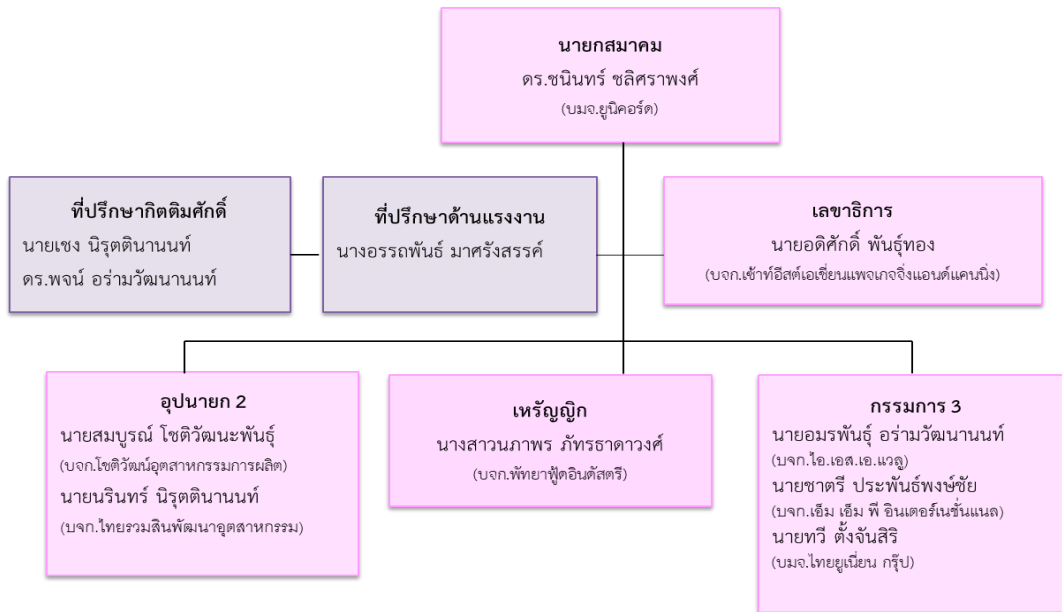 นายกสมาคม
ดร.ชนินทร์ ชลิศราพงศ์
(บมจ.ยูนิคอร์ด)
ที่ปรึกษากิตติมศักดิ์
นายเชง นิรุตตินานนท์
ดร.พจน์ อร่ามวัฒนานนท์
ที่ปรึกษาด้านแรงงาน
นางอรรถพันธ์ มาศรังสรรค์
เลขาธิการ
นายอดิศักดิ์ พันธุ์ทอง
(บจก.เซ้าท์อีสต์เอเชี่ยนแพจเกจจิ่งแอนด์แคนนิ่ง)
อุปนายก 2
นายสมบูรณ์ โชติวัฒนะพันธุ์
(บจก.โชติวัฒน์อุตสาหกรรมการผลิต)
นายนรินทร์ นิรุตตินานนท์
(บจก.ไทยรวมสินพัฒนาอุตสาหกรรม)
เหรัญญิก
นางสาวนภาพร ภัทรธาดาวงศ์
(บจก.พัทยาฟู้ดอินดัสตรี)
กรรมการ 3
นายอมรพันธุ์ อร่ามวัฒนานนท์
(บจก.ไอ.เอส.เอ.แวลู)
นายชาตรี ประพันธ์พงษ์ชัย
(บจก.เอ็ม เอ็ม พี อินเตอร์เนชั่นแนล)
นายทวี ตั้งจันสิริ
(บมจ.ไทยยูเนี่ยน กรุ๊ป)